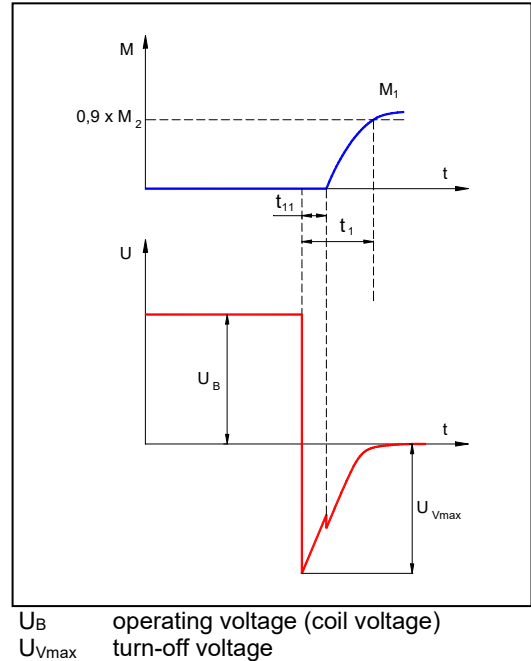 M
M1
0,9 x M2
t
t11
t1
U
UB
t
UVmax
UB operating voltage (coil voltage)
UVmax turn-off voltage